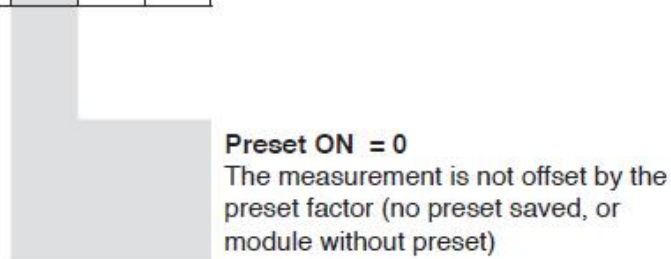 Preset ON = 0
The measurement is not offset by the
preset factor (no preset saved, or
module without preset)